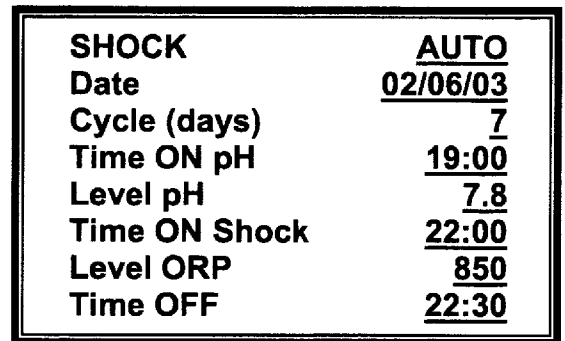 SHOCK AUTO
Date 02/06/03
Cycle (days) 7
Time ON pH 19:00
Level pH 7.8
Time ON Shock 22:00
Level ORP 850
Time OFF 22:30